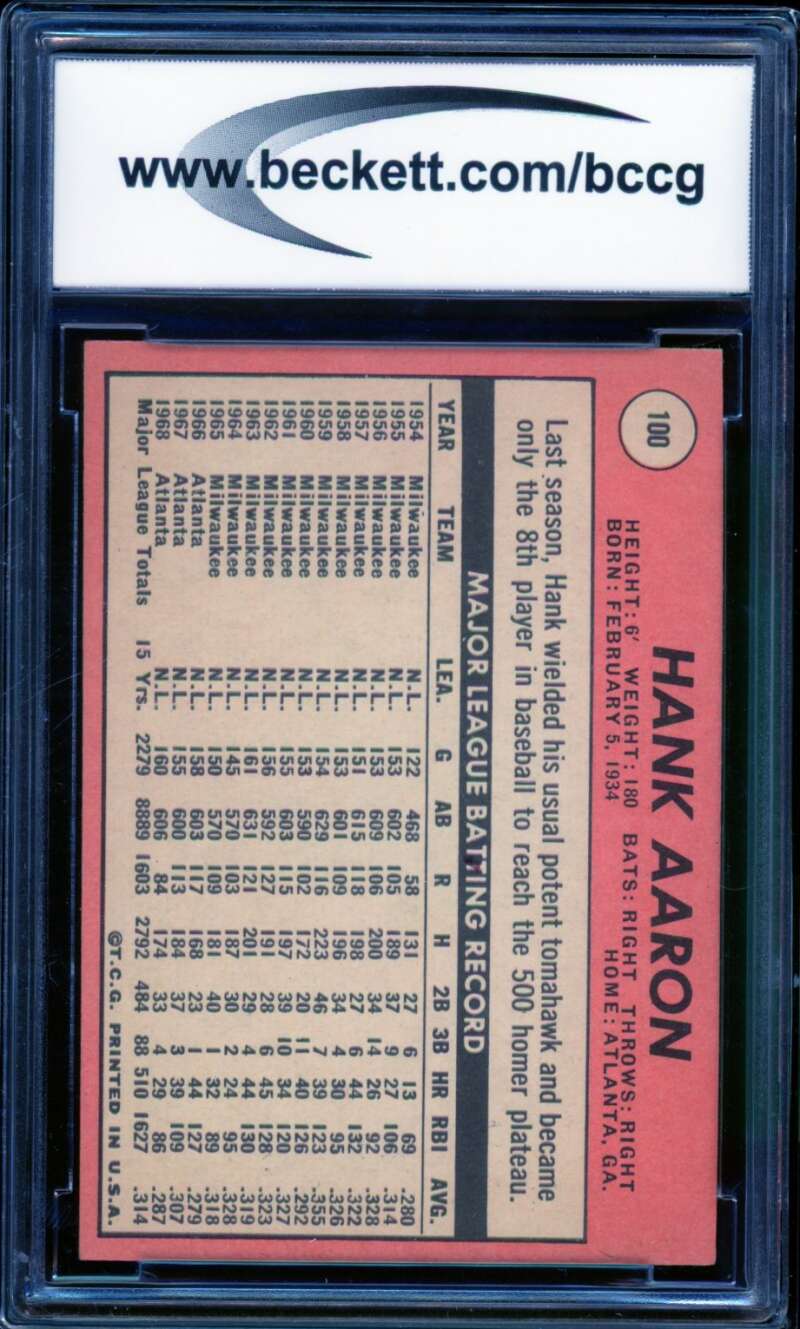 www.beckett.com/bccg
100
HANK AARON
HEIGHT: 6' WEIGHT: 180 BATS: RIGHT THROWS: RIGHT
BORN: FEBRUARY 5, 1934 HOME: ATLANTA, GA.
Last season, Hank wielded his usual potent tomahawk and became
only the 8th player in baseball to reach the 500 homer plateau.
MAJOR LEAGUE BATTING RECORD
YEAR TEAM LEA. G AB R H 2B 3B HR RBI AVG.
1954 Milwaukee N.L. 122 468 58 131 27 6 13 69 .280
1955 Milwaukee N.L. 153 602 105 189 37 9 27 106 .314
1956 Milwaukee N.L. 153 609 106 200 34 14 26 92 .328
1957 Milwaukee N.L. 151 615 118 198 27 6 44 132 .322
1958 Milwaukee N.L. 153 601 109 196 34 4 30 95 .326
1959 Milwaukee N.L. 154 629 116 223 46 7 39 123 .355
1960 Milwaukee N.L. 153 590 102 172 20 11 40 126 .292
1961 Milwaukee N.L. 155 603 115 197 39 10 34 120 .327
1962 Milwaukee N.L. 156 592 127 191 28 6 45 128 .323
1963 Milwaukee N.L. 161 631 121 201 29 4 44 130 .319
1964 Milwaukee N.L. 145 570 103 187 30 2 24 95 .328
1965 Milwaukee N.L. 150 570 109 181 40 1 32 89 .318
1966 Atlanta N.L. 158 603 117 168 23 1 44 127 .279
1967 Atlanta N.L. 155 600 113 184 37 3 39 109 .307
1968 Atlanta N.L. 160 606 84 174 33 4 29 86 .287
Major League Totals 15 Yrs. 2279 8889 1603 2792 484 88 510 1627 .314
©T.C.G. PRINTED IN U.S.A.